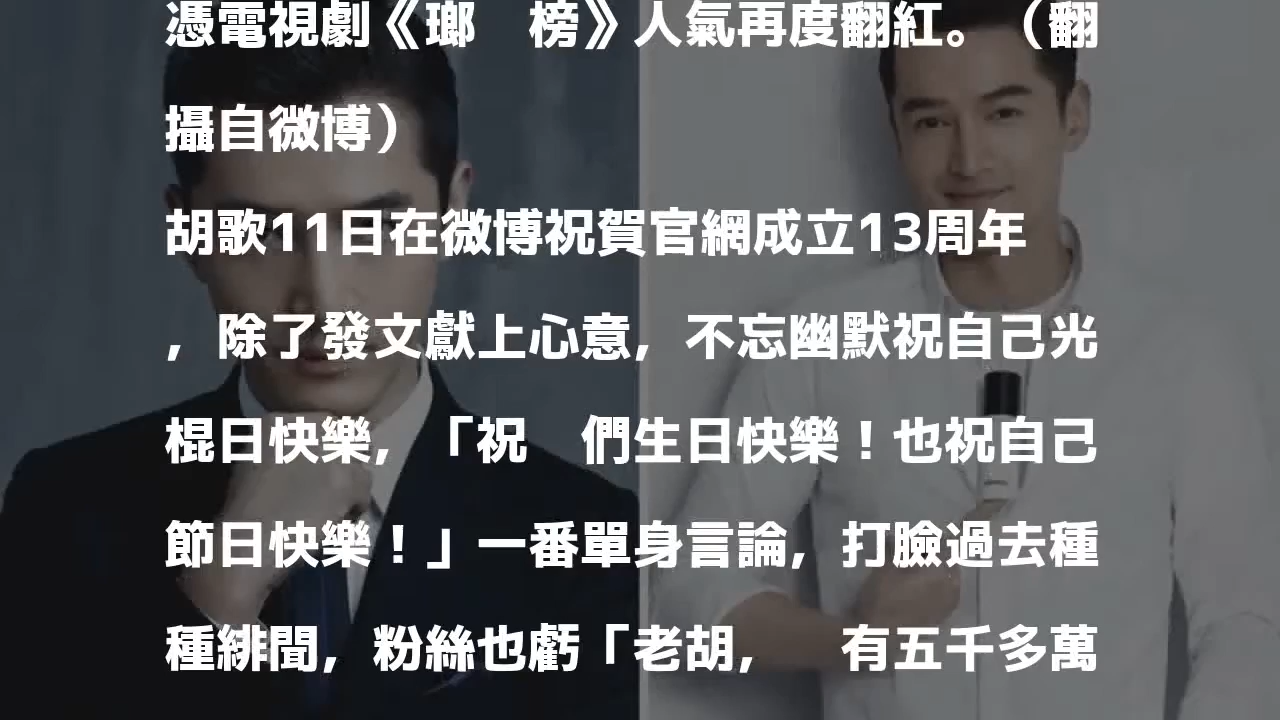 憑電視劇《瑯　榜》人氣再度翻紅。（翻
攝自微博）
胡歌11日在微博祝賀官網成立13周年
，除了發文獻上心意，不忘幽默祝自己光
棍日快樂，「祝　們生日快樂！也祝自己
節日快樂！」一番單身言論，打臉過去種
種緋聞，粉絲也虧「老胡，　有五千多萬